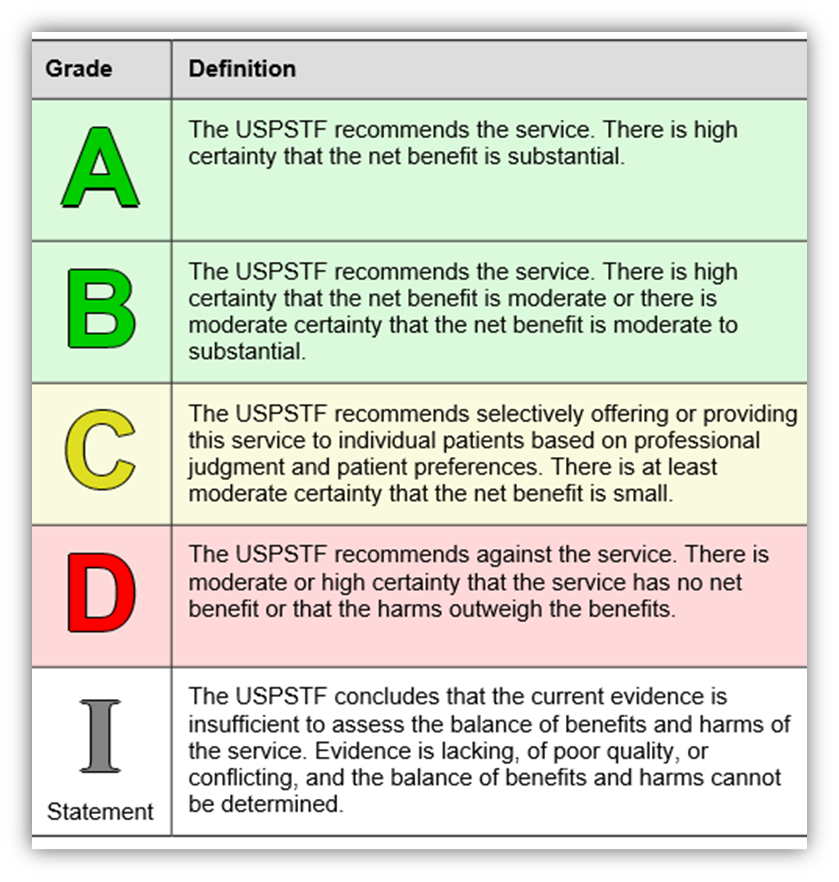 Grade Definition
A
The USPSTF recommends the service. There is high
certainty that the net benefit is substantial.
B
The USPSTF recommends the service. There is high
certainty that the net benefit is moderate or there is
moderate certainty that the net benefit is moderate to
substantial.
C
The USPSTF recommends selectively offering or providing
this service to individual patients based on professional
judgment and patient preferences. There is at least
moderate certainty that the net benefit is small.
D
The USPSTF recommends against the service. There is
moderate or high certainty that the service has no net
benefit or that the harms outweigh the benefits.
I
Statement
The USPSTF concludes that the current evidence is
insufficient to assess the balance of benefits and harms of
the service. Evidence is lacking, of poor quality, or
conflicting, and the balance of benefits and harms cannot
be determined.